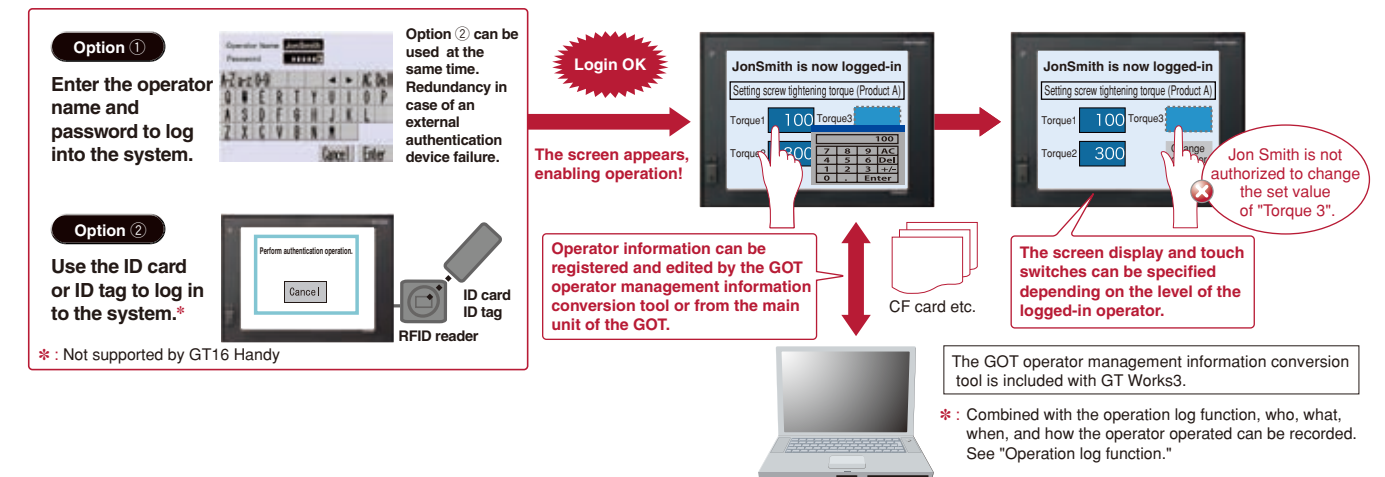 Option ①
Enter the operator
name and
password to log
into the system.
Operator Name JonSmith
Password
A-Z a-z 0-9 AC Del
Q W E R T Y U I O P
A S D F G H J K L
Z X C V B N M
Cancel Enter
Option ② can be
used at the
same time.
Redundancy in
case of an
external
authentication
device failure.
Option ②
Use the ID card
or ID tag to log in
to the system.*
Perform authentication operation.
Cancel
ID card
ID tag
RFID reader
* : Not supported by GT16 Handy
Login OK
The screen appears,
enabling operation!
JonSmith is now logged-in
Setting screw tightening torque (Product A)
Torque1 100 Torque3
100
7 8 9 AC
4 5 6 Del
1 2 3 +/-
0 . Enter
300
JonSmith is now logged-in
Setting screw tightening torque (Product A)
Torque1 100 Torque3
Torque2 300
Jon Smith is not
authorized to change
the set value
of "Torque 3".
Operator information can be
registered and edited by the GOT
operator management information
conversion tool or from the main
unit of the GOT.
CF card etc.
The screen display and touch
switches can be specified
depending on the level of the
logged-in operator.
The GOT operator management information conversion
tool is included with GT Works3.
* : Combined with the operation log function, who, what,
when, and how the operator operated can be recorded.
See "Operation log function."